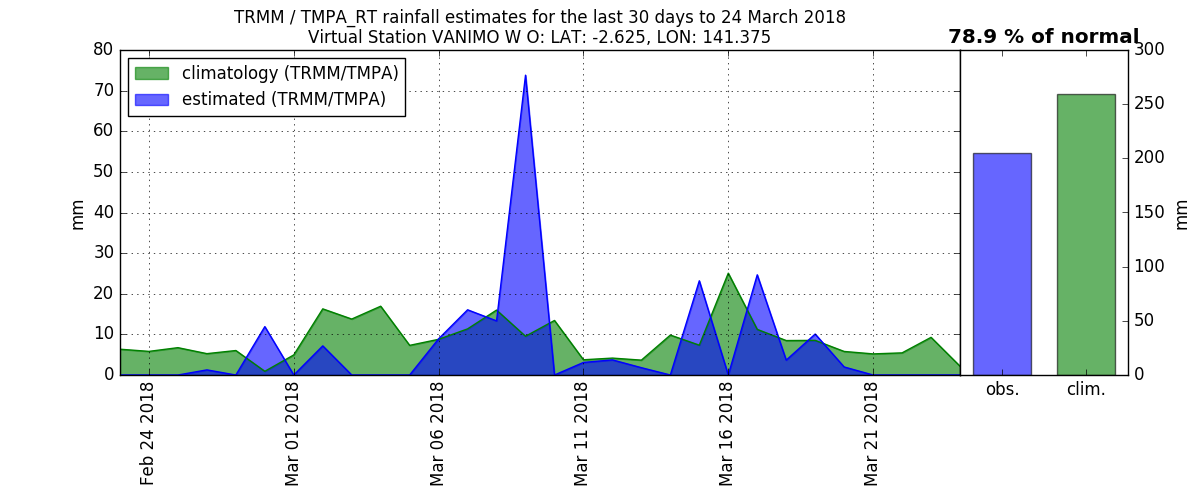 TRMM / TMPA_RT rainfall estimates for the last 30 days to 24 March 2018
Virtual Station VANIMO W O: LAT: -2.625, LON: 141.375
78.9 % of normal
climatology (TRMM/TMPA)
estimated (TRMM/TMPA)
mm
80
70
60
50
40
30
20
10
0
Feb 24 2018
Mar 01 2018
Mar 06 2018
Mar 11 2018
Mar 16 2018
Mar 21 2018
obs.
clim.
300
250
200
150
100
50
0
mm